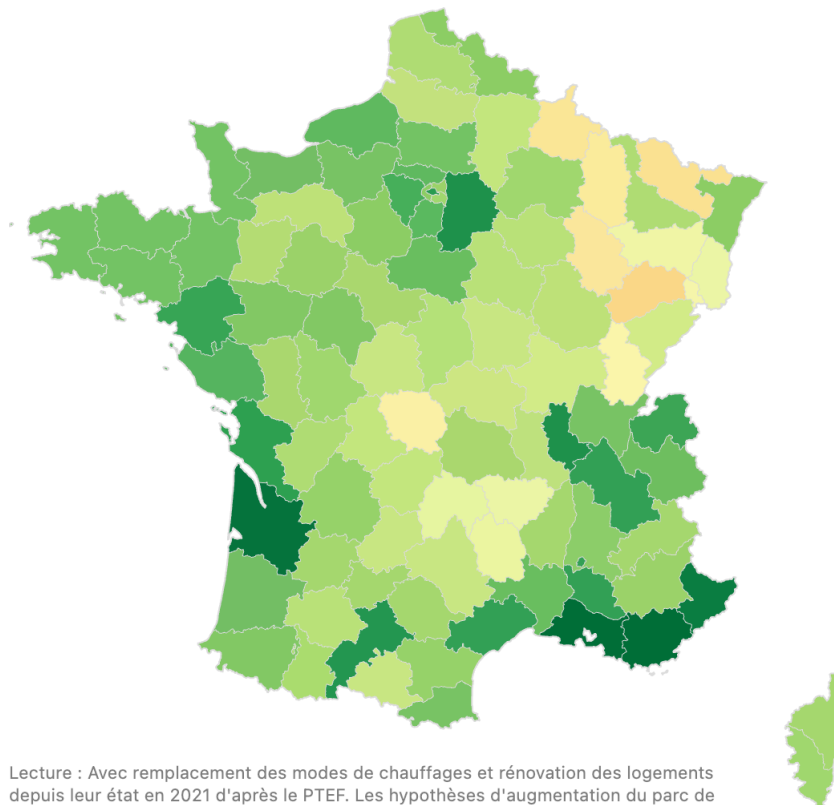 Lecture : Avec remplacement des modes de chauffages et rénovation des logements
depuis leur état en 2021 d'après le PTEF. Les hypothèses d'augmentation du parc de